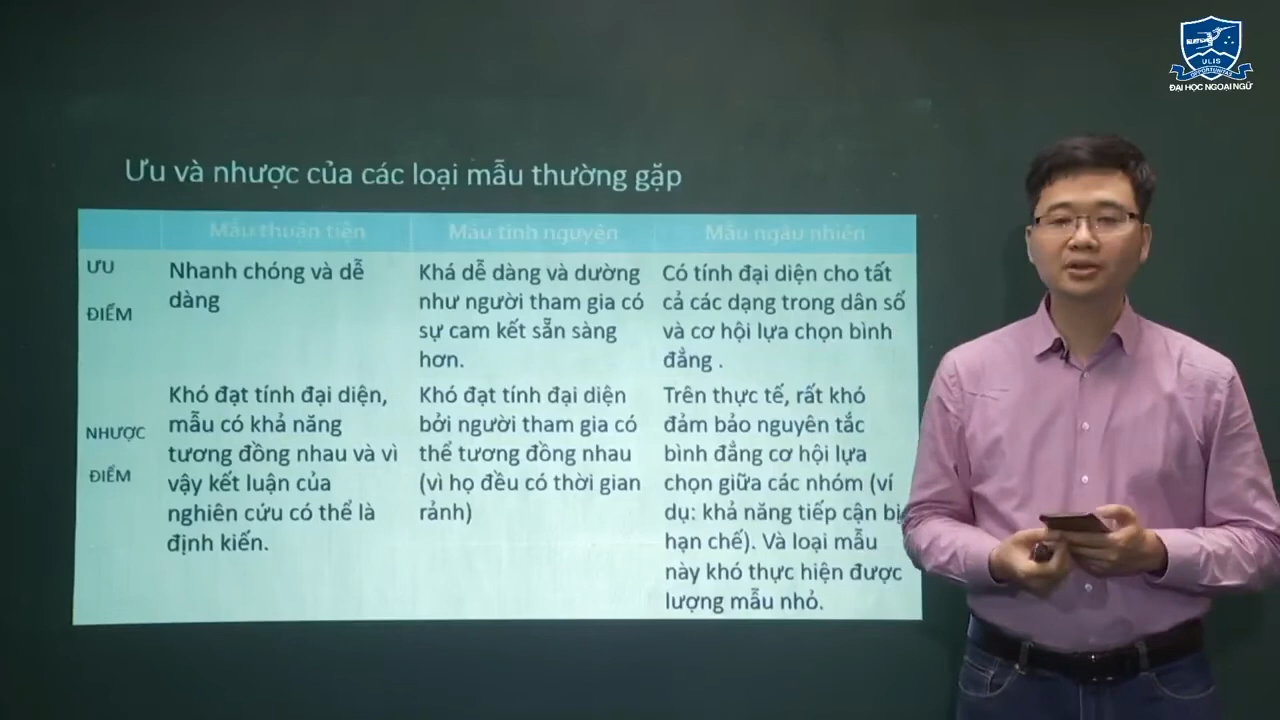 ULIS
ĐẠI HỌC NGOẠI NGỮ
Ưu và nhược của các loại mẫu thường gặp
Mẫu thuận tiện
Mẫu tình nguyện
Mẫu ngẫu nhiên
ƯU
ĐIỂM
Nhanh chóng và dễ
dàng
Khá dễ dàng và dường
như người tham gia có
sự cam kết sẵn sàng
hơn.
Có tính đại diện cho tất
cả các dạng trong dân số
và cơ hội lựa chọn bình
đẳng .
NHƯỢC
ĐIỂM
Khó đạt tính đại diện,
mẫu có khả năng
tương đồng nhau và vì
vậy kết luận của
nghiên cứu có thể là
định kiến.
Khó đạt tính đại diện
bởi người tham gia có
thể tương đồng nhau
(vì họ đều có thời gian
rảnh)
Trên thực tế, rất khó
đảm bảo nguyên tắc
bình đẳng cơ hội lựa
chọn giữa các nhóm (ví
dụ: khả năng tiếp cận bị
hạn chế). Và loại mẫu
này khó thực hiện được
lượng mẫu nhỏ.